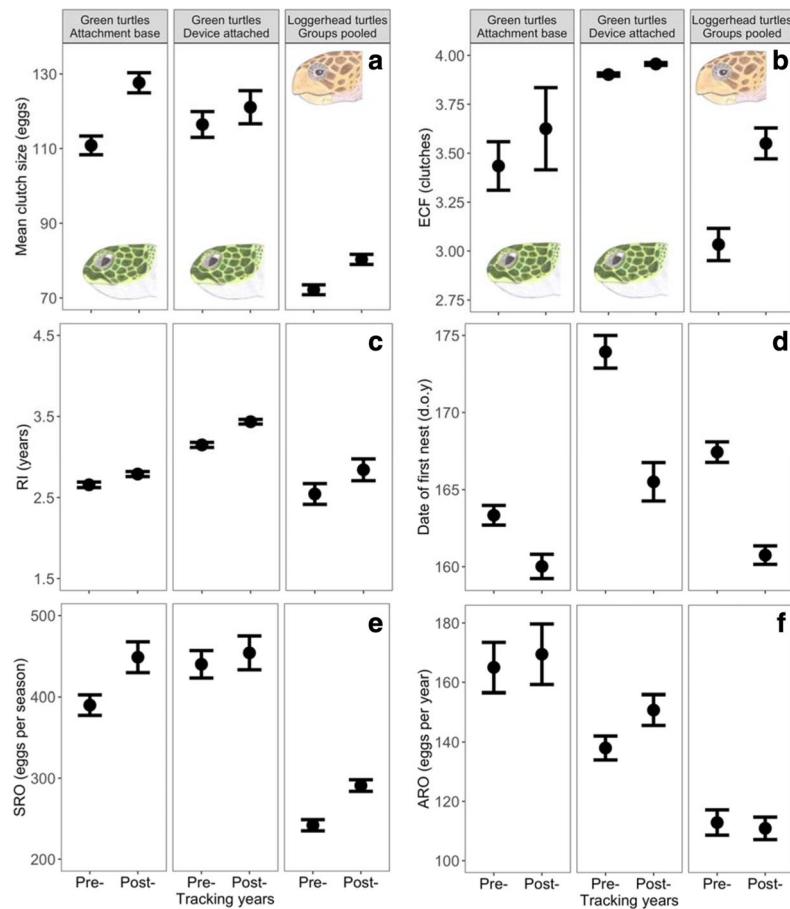 Green turtles Attachment base
Green turtles Device attached
Loggerhead turtles Groups pooled
a
Mean clutch size (eggs)
130
110
90
70
Green turtles Attachment base
Green turtles Device attached
Loggerhead turtles Groups pooled
b
ECF (clutches)
4.00
3.75
3.50
3.25
3.00
2.75
c
RI (years)
4.5
3.5
2.5
1.5
d
Date of first nest (d.o.y)
175
170
165
160
e
SRO (eggs per season)
500
400
300
200
Pre- Post- Pre- Post- Pre- Post-
Tracking years
f
ARO (eggs per year)
180
160
140
120
100
Pre- Post- Pre- Post- Pre- Post-
Tracking years